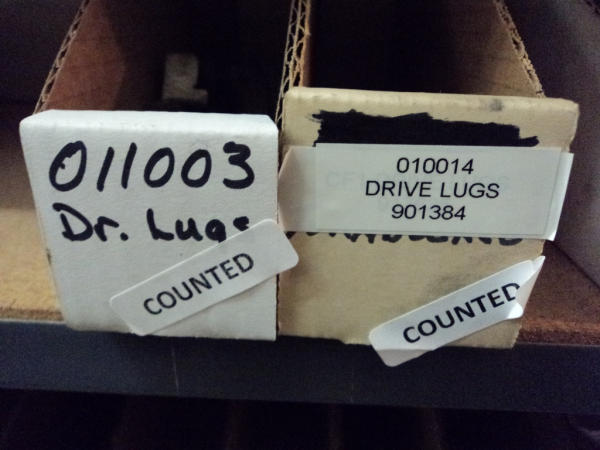 011003
Dr. Lugs
COUNTED
010014
DRIVE LUGS
901384
COUNTED